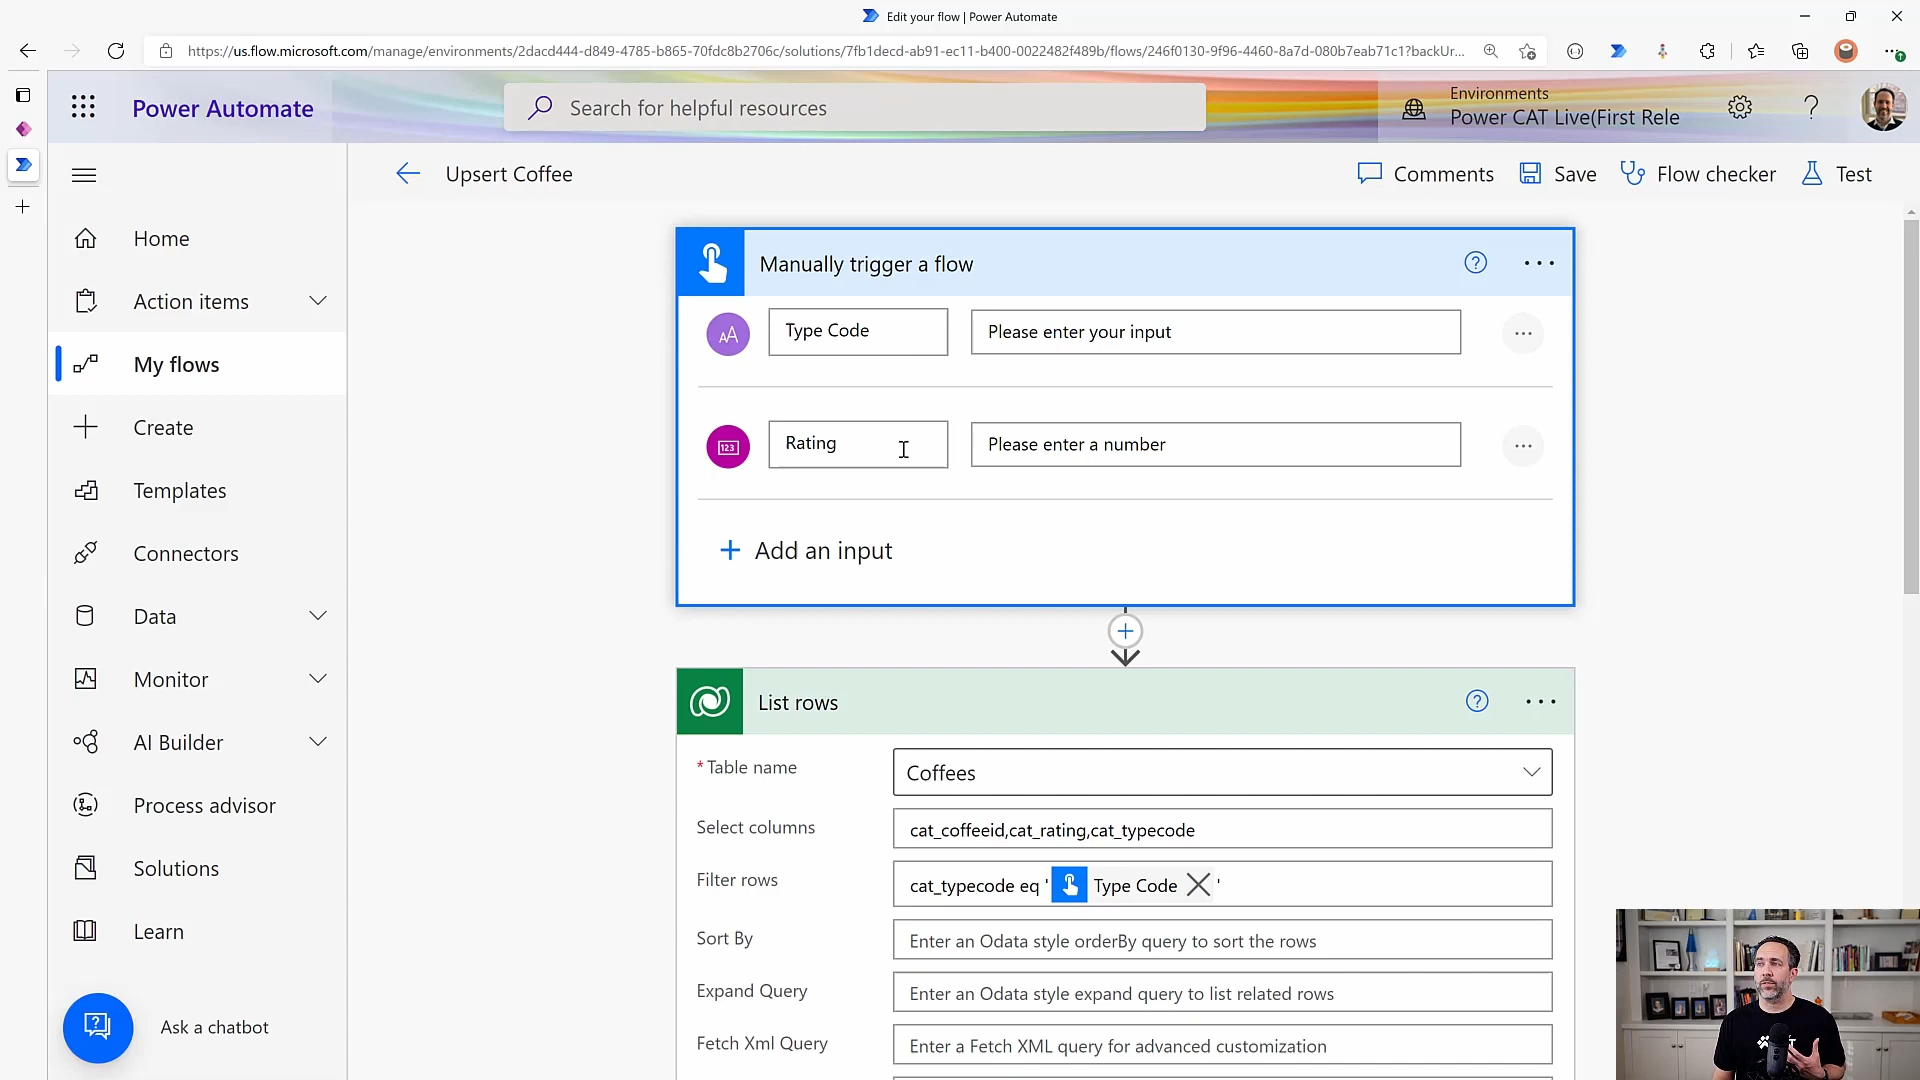 Edit your flow | Power Automate
https://us.flow.microsoft.com/manage/environments/2dacd444-d849-4785-b865-70fdc8b2706c/solutions/7fb1decd-ab91-ec11-b400-0022482f489b/flows/246f0130-9f96-4460-8a7d-080b7eab71c1?backUr...
Power Automate
Search for helpful resources
Environments
Power CAT Live(First Rele
Upsert Coffee
Comments
Save
Flow checker
Test
Home
Action items
My flows
Create
Templates
Connectors
Data
Monitor
AI Builder
Process advisor
Solutions
Learn
Ask a chatbot
Manually trigger a flow
Type Code
Please enter your input
123
Rating
Please enter a number
Add an input
List rows
*Table name
Coffees
Select columns
cat_coffeeid,cat_rating,cat_typecode
Filter rows
cat_typecode eq ' Type Code '
Sort By
Enter an Odata style orderBy query to sort the rows
Expand Query
Enter an Odata style expand query to list related rows
Fetch Xml Query
Enter a Fetch XML query for advanced customization